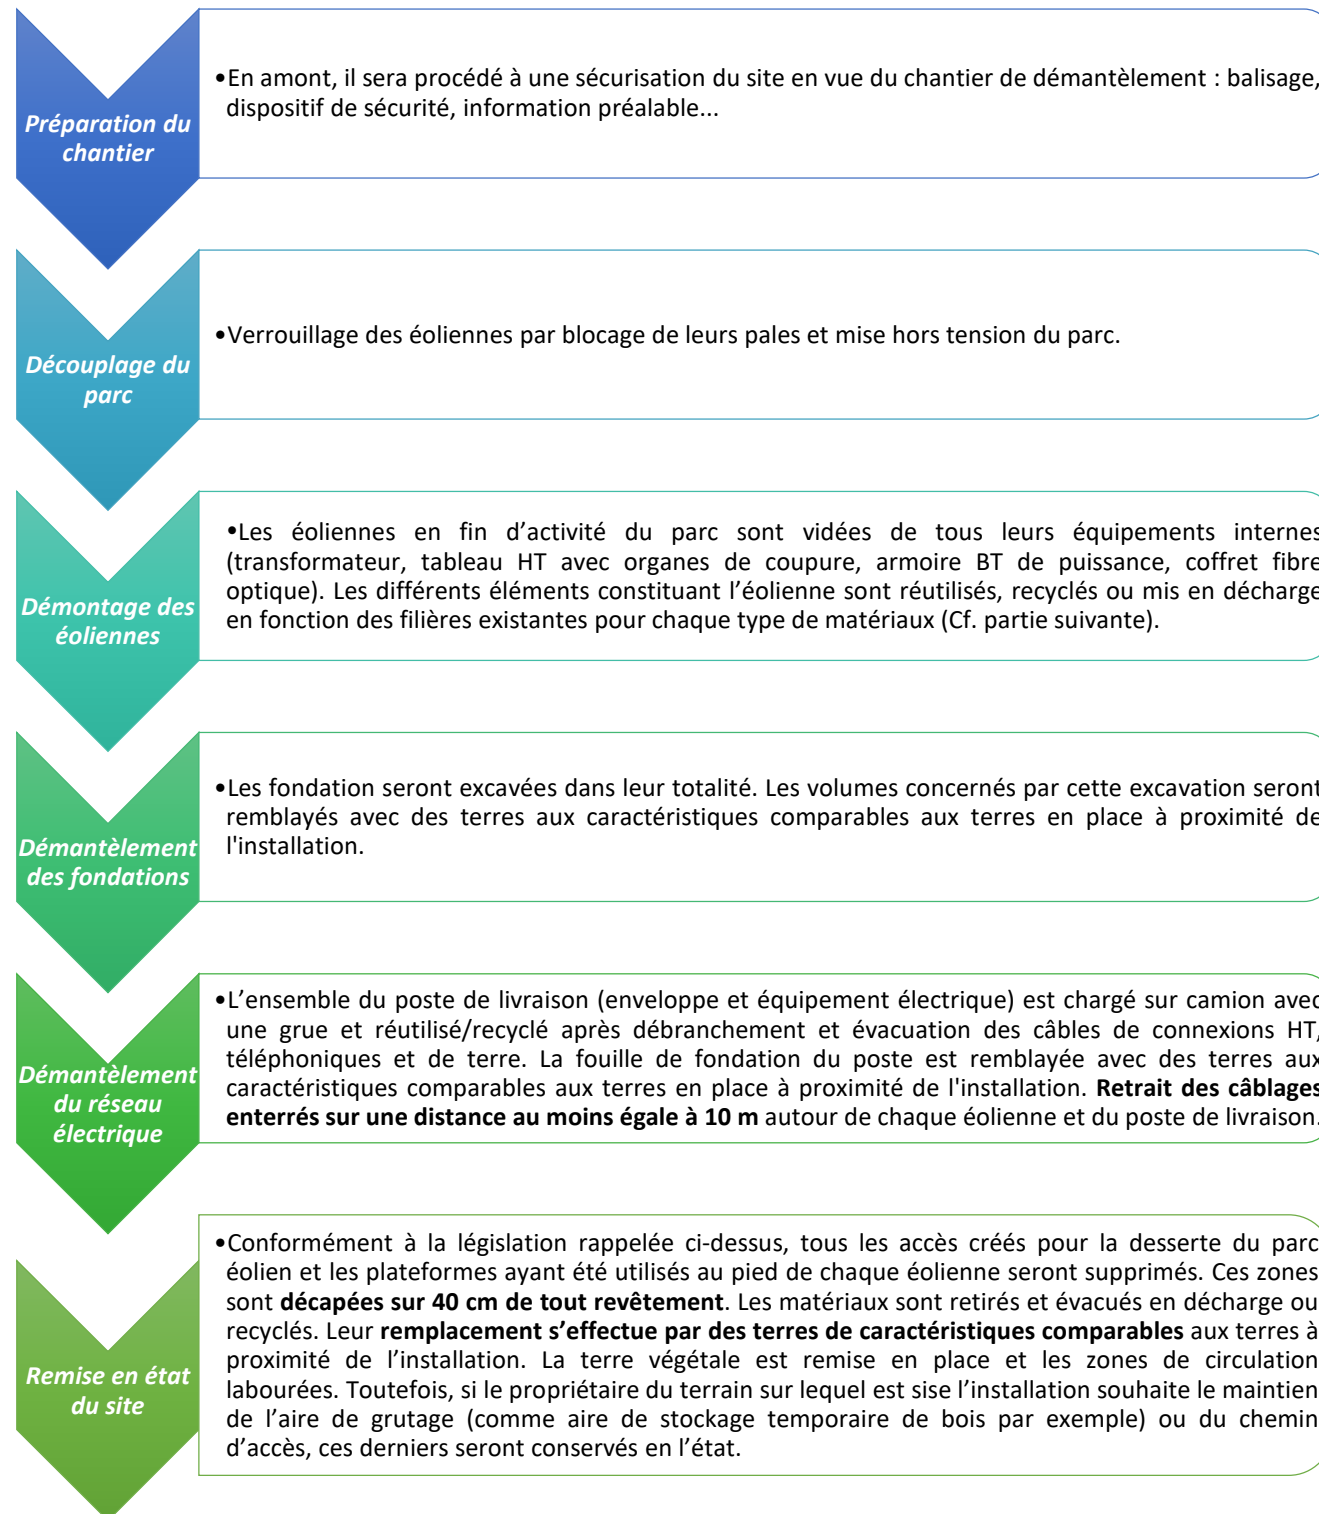 Préparation du
chantier
•En amont, il sera procédé à une sécurisation du site en vue du chantier de démantèlement : balisage,
dispositif de sécurité, information préalable...
Découplage du
parc
•Verrouillage des éoliennes par blocage de leurs pales et mise hors tension du parc.
Démontage des
éoliennes
•Les éoliennes en fin d’activité du parc sont vidées de tous leurs équipements internes
(transformateur, tableau HT avec organes de coupure, armoire BT de puissance, coffret fibre
optique). Les différents éléments constituant l’éolienne sont réutilisés, recyclés ou mis en décharge
en fonction des filières existantes pour chaque type de matériaux (Cf. partie suivante).
Démantèlement
des fondations
•Les fondation seront excavées dans leur totalité. Les volumes concernés par cette excavation seront
remblayés avec des terres aux caractéristiques comparables aux terres en place à proximité de
l'installation.
Démantèlement
du réseau
électrique
•L’ensemble du poste de livraison (enveloppe et équipement électrique) est chargé sur camion avec
une grue et réutilisé/recyclé après débranchement et évacuation des câbles de connexions HT,
téléphoniques et de terre. La fouille de fondation du poste est remblayée avec des terres aux
caractéristiques comparables aux terres en place à proximité de l'installation. Retrait des câblages
enterrés sur une distance au moins égale à 10 m autour de chaque éolienne et du poste de livraison.
Remise en état
du site
•Conformément à la législation rappelée ci-dessus, tous les accès créés pour la desserte du parc
éolien et les plateformes ayant été utilisés au pied de chaque éolienne seront supprimés. Ces zones
sont décapées sur 40 cm de tout revêtement. Les matériaux sont retirés et évacués en décharge ou
recyclés. Leur remplacement s’effectue par des terres de caractéristiques comparables aux terres à
proximité de l’installation. La terre végétale est remise en place et les zones de circulation
labourées. Toutefois, si le propriétaire du terrain sur lequel est sise l’installation souhaite le maintien
de l’aire de grutage (comme aire de stockage temporaire de bois par exemple) ou du chemin
d’accès, ces derniers seront conservés en l’état.